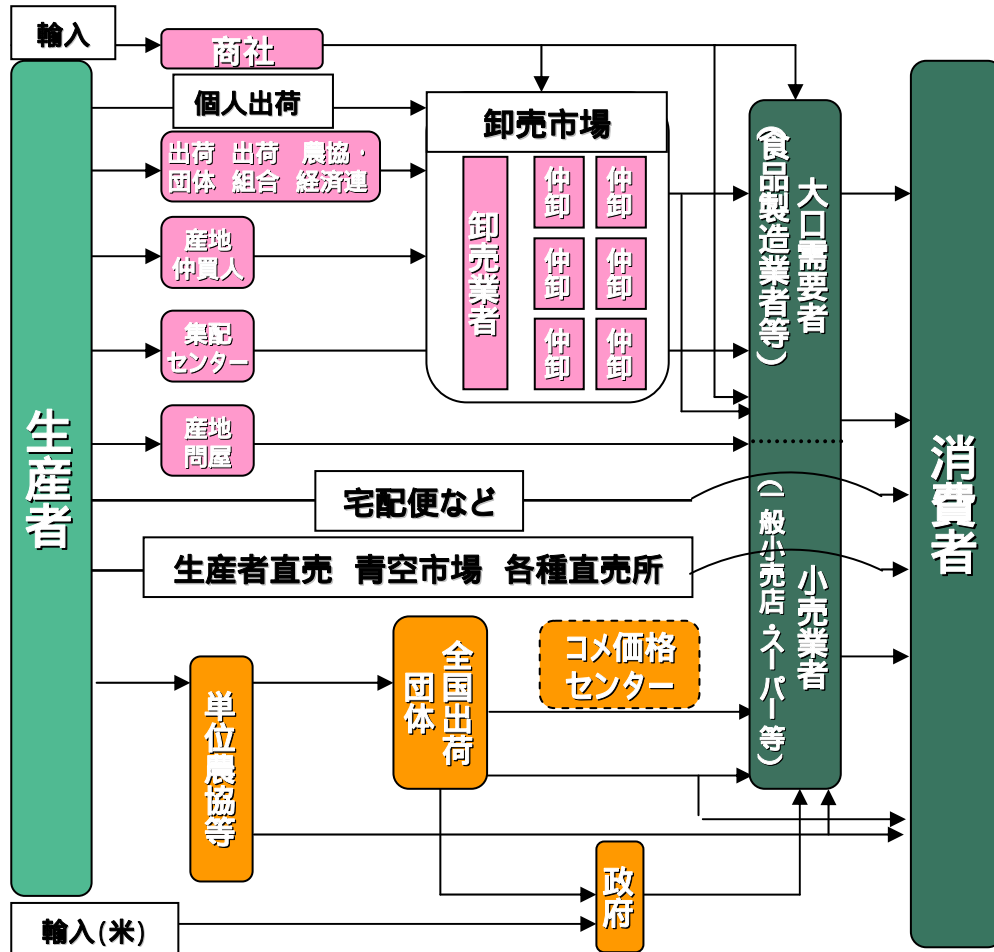 輸入
商社
個人出荷
出荷 出荷 農協・
団体 組合 経済連
産地
仲買人
集配
センター
産地
問屋
卸売市場
卸売業者
仲卸
仲卸
仲卸
仲卸
仲卸
仲卸
大口需要者
(食品製造業者等)
小売業者
(一般小売店・スーパー等)
生産者
消費者
宅配便など
生産者直売 青空市場 各種直売所
単位農協等
全国出荷
団体
コメ価格
センター
政府
輸入(米)